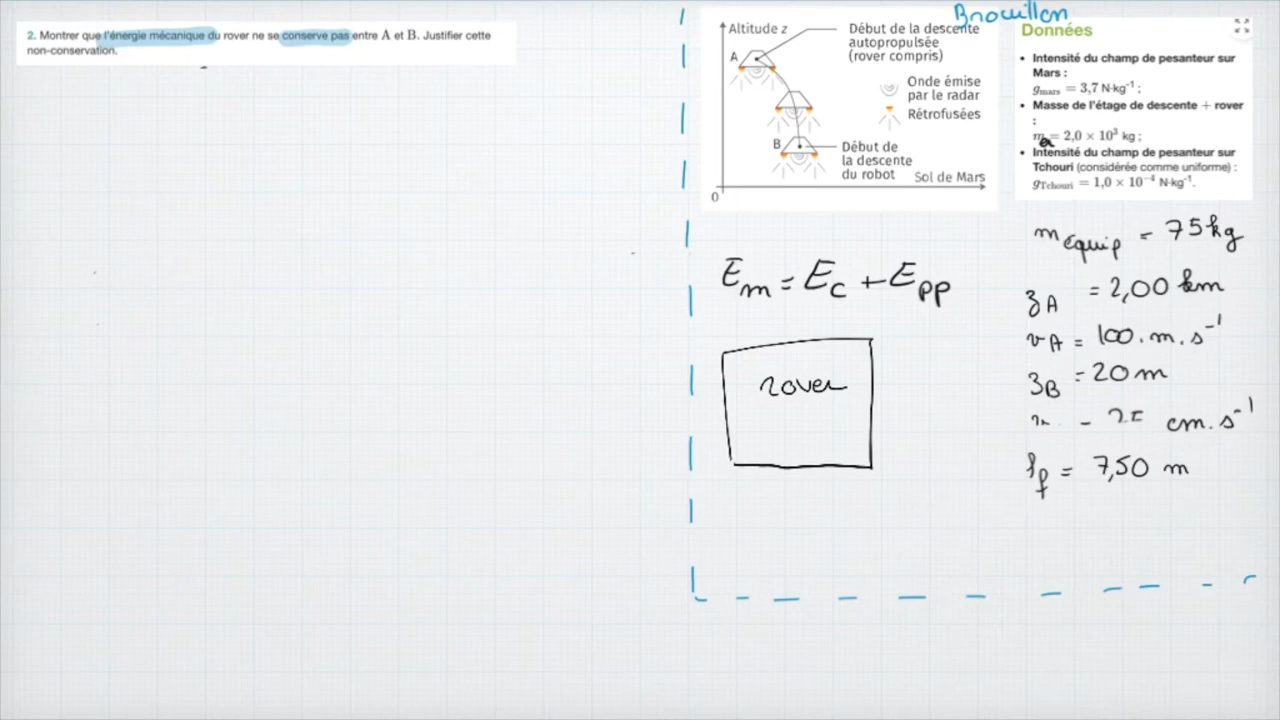 2. Montrer que l'énergie mécanique du rover ne se conserve pas entre A et B. Justifier cette
non-conservation.
Brouillon
Altitude z
A
Début de la descente
autopropulsée
(rover compris)
Onde émise
par le radar
Rétrofusées
B
Début de
la descente
du robot
Sol de Mars
0
Données
• Intensité du champ de pesanteur sur
Mars :
gmars = 3,7 N·kg⁻¹ ;
• Masse de l'étage de descente + rover
:
= 2,0 × 10³ kg ;
• Intensité du champ de pesanteur sur
Tchouri (considérée comme uniforme) :
gTchouri = 1,0 × 10⁻⁴ N·kg⁻¹.
m équip = 75 kg
zA = 2,00 km
vA = 100. m. s⁻¹
zB = 20 m
cm. s⁻¹
= 7,50 m
Em = Ec + Epp
rover